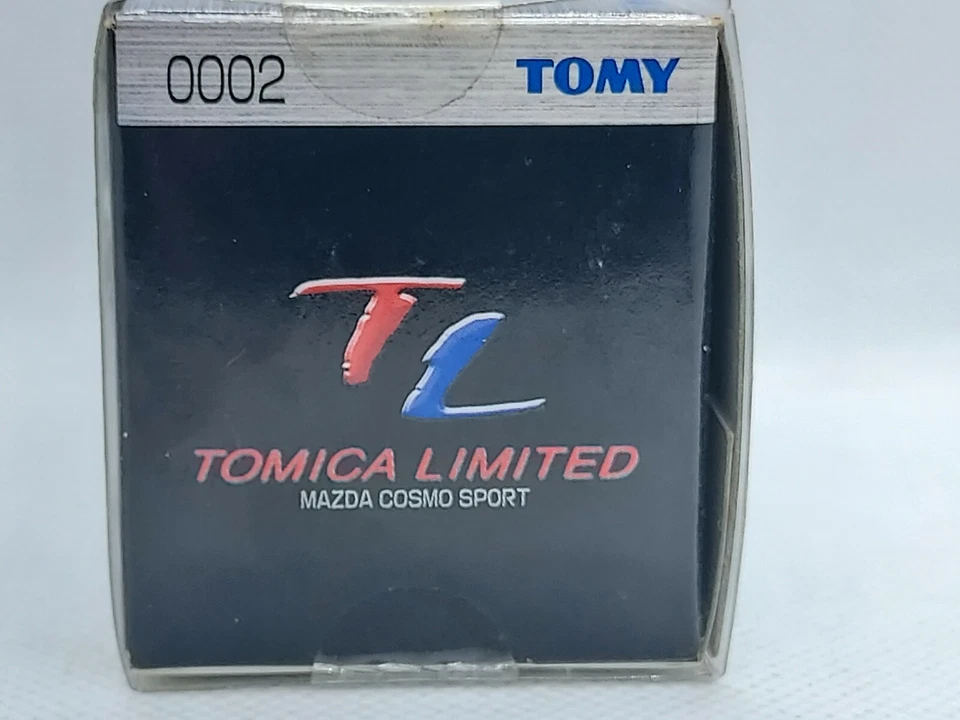 0002 TOMY
TL
TOMICA LIMITED
MAZDA COSMO SPORT